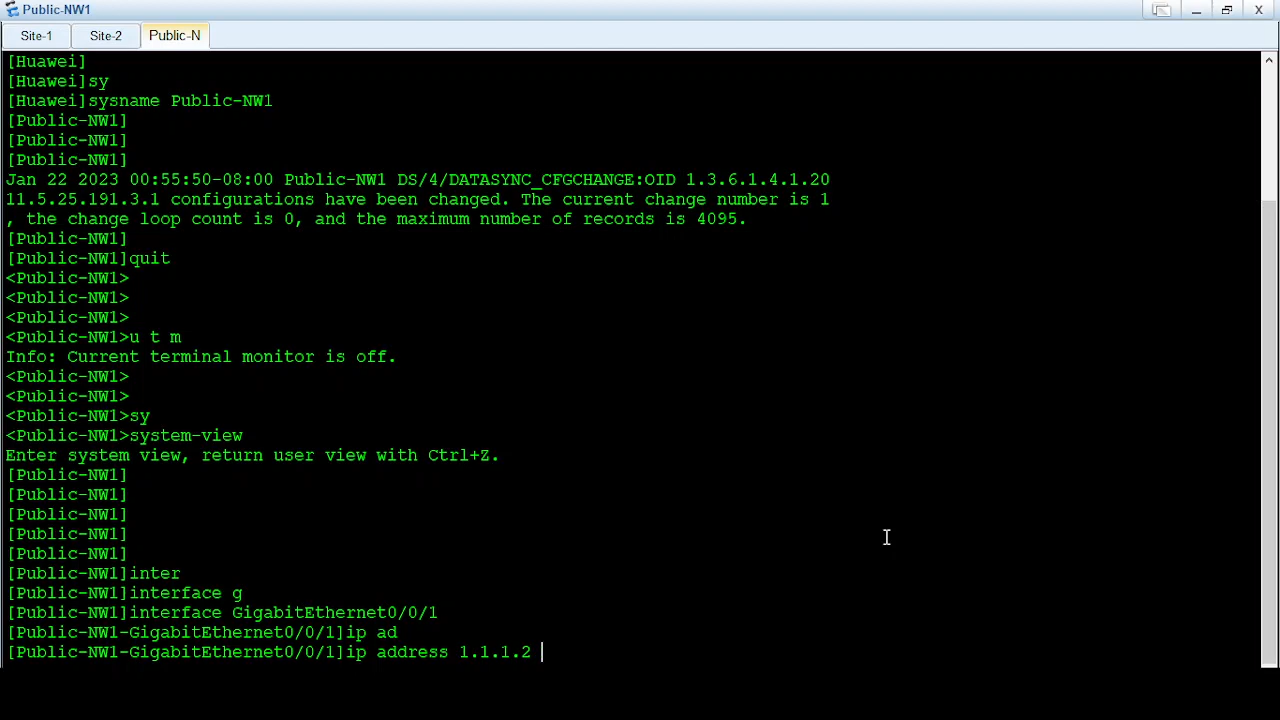 Public-NW1
Site-1 Site-2 Public-N
[Huawei]
[Huawei]sy
[Huawei]sysname Public-NW1
[Public-NW1]
[Public-NW1]
[Public-NW1]
Jan 22 2023 00:55:50-08:00 Public-NW1 DS/4/DATASYNC_CFGCHANGE:OID 1.3.6.1.4.1.20
11.5.25.191.3.1 configurations have been changed. The current change number is 1
, the change loop count is 0, and the maximum number of records is 4095.
[Public-NW1]
[Public-NW1]quit
<Public-NW1>
<Public-NW1>
<Public-NW1>
<Public-NW1>u t m
Info: Current terminal monitor is off.
<Public-NW1>
<Public-NW1>
<Public-NW1>sy
<Public-NW1>system-view
Enter system view, return user view with Ctrl+Z.
[Public-NW1]
[Public-NW1]
[Public-NW1]
[Public-NW1]
[Public-NW1]
[Public-NW1]inter
[Public-NW1]interface g
[Public-NW1]interface GigabitEthernet0/0/1
[Public-NW1-GigabitEthernet0/0/1]ip ad
[Public-NW1-GigabitEthernet0/0/1]ip address 1.1.1.2